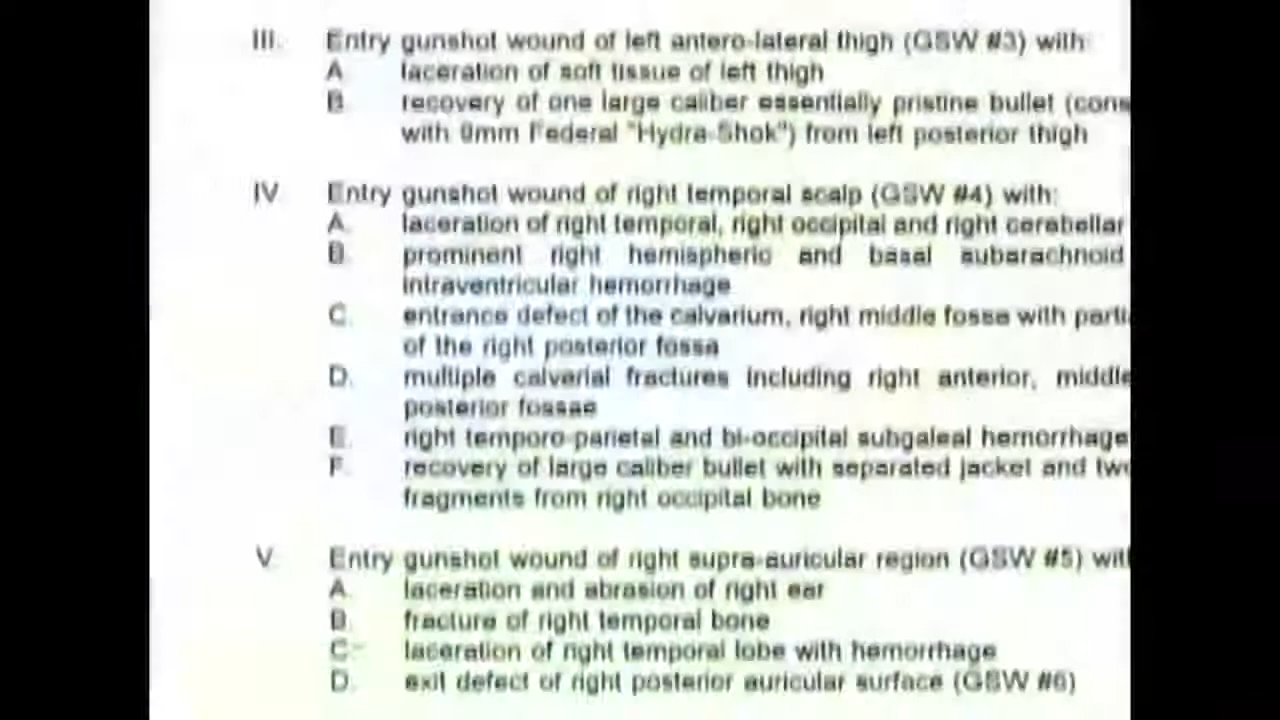 III. Entry gunshot wound of left antero-lateral thigh (GSW #3) with:
A. laceration of soft tissue of left thigh
B. recovery of one large caliber essentially pristine bullet (cons
with 9mm Federal "Hydra-Shok") from left posterior thigh
IV. Entry gunshot wound of right temporal scalp (GSW #4) with:
A. laceration of right temporal, right occipital and right cerebellar
B. prominent right hemispheric and basal subarachnoid
intraventricular hemorrhage
C. entrance defect of the calvarium, right middle fossa with parti
of the right posterior fossa
D. multiple calverial fractures including right anterior, middle
posterior fossae
E. right temporo-parietal and bi-occipital subgaleal hemorrhage
F. recovery of large caliber bullet with separated jacket and two
fragments from right occipital bone
V. Entry gunshot wound of right supra-auricular region (GSW #5) wit
A. laceration and abrasion of right ear
B. fracture of right temporal bone
C. laceration of right temporal lobe with hemorrhage
D. exit defect of right posterior auricular surface (GSW #6)